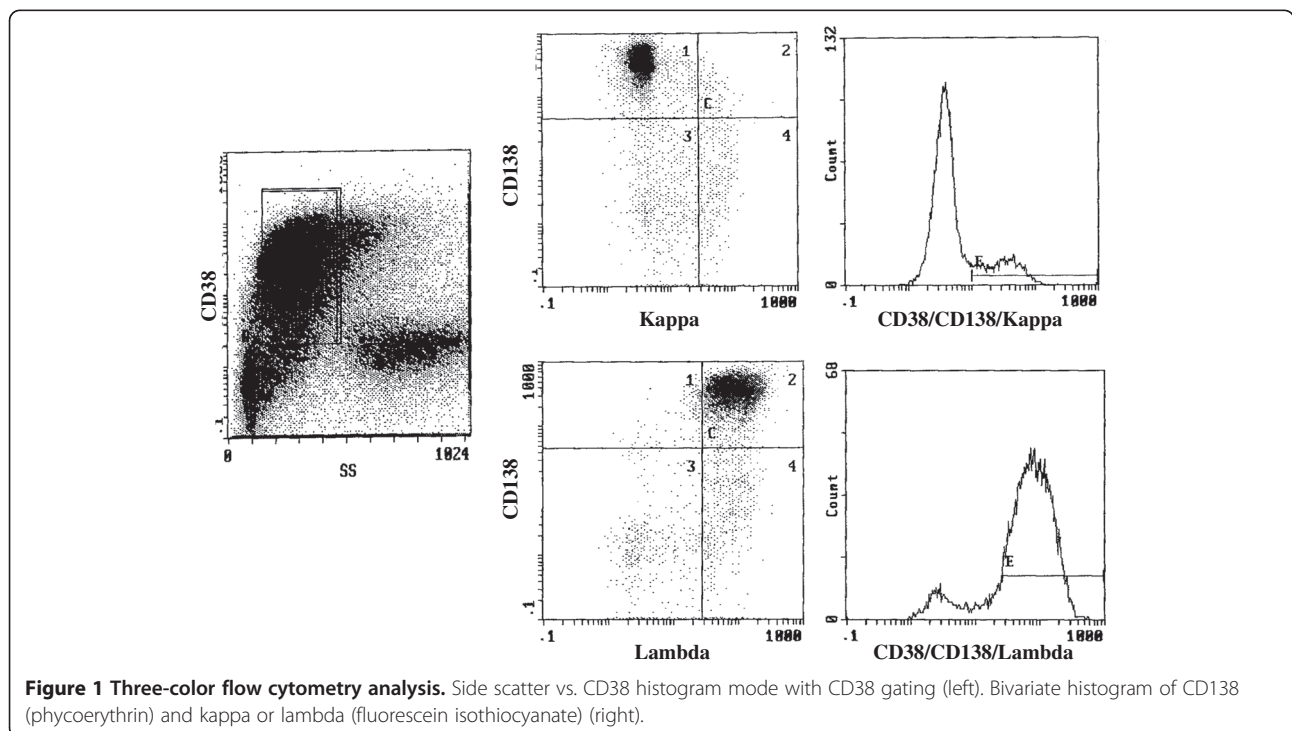 CD38
.1
0
1024
SS
CD138
.1
1000
1
2
C
3
4
Kappa
132
Count
0
E
.1
1000
CD38/CD138/Kappa
CD138
1000
.1
1
2
C
3
4
.1
1000
Lambda
68
Count
0
E
.1
1000
CD38/CD138/Lambda
Figure 1 Three-color flow cytometry analysis. Side scatter vs. CD38 histogram mode with CD38 gating (left). Bivariate histogram of CD138
(phycoerythrin) and kappa or lambda (fluorescein isothiocyanate) (right).